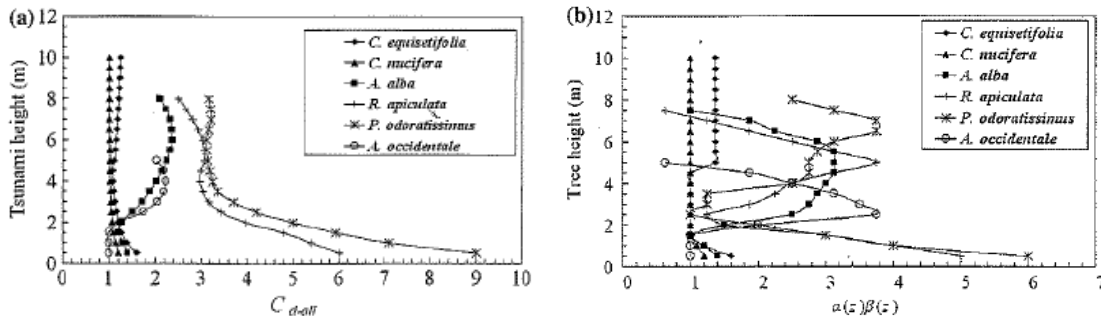 (a)
12
10
8
6
4
2
0
Tsunami height (m)
C. equisetifolia
C. nucifera
A. alba
R. apiculata
P. odoratissinus
A. occidentale
0 1 2 3 4 5 6 7 8 9 10
C d-all
(b)
12
10
8
6
4
2
0
Tree height (m)
C. equisetifolia
C. nucifera
A. alba
R. apiculata
P. odoratissinus
A. occidentale
0 1 2 3 4 5 6 7
α(z)β(z)